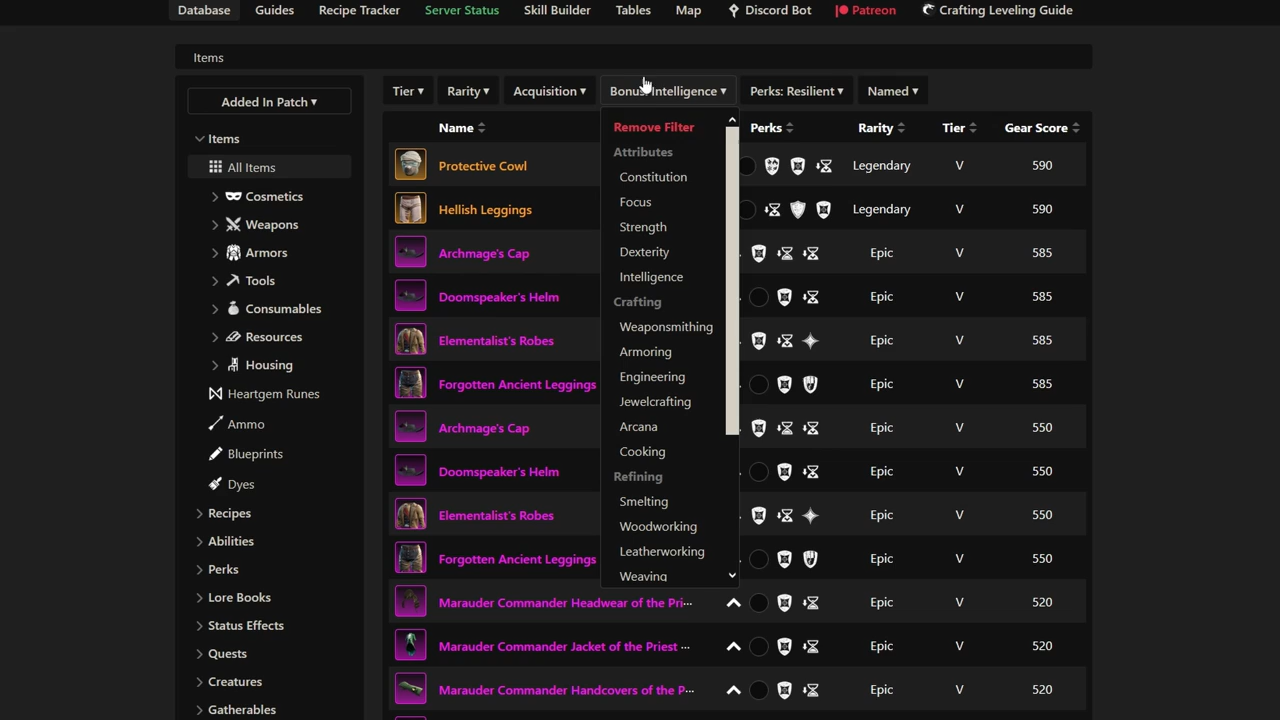 Database Guides Recipe Tracker Server Status Skill Builder Tables Map Discord Bot Patreon Crafting Leveling Guide
Items
Added In Patch ▾
Items
All Items
Cosmetics
Weapons
Armors
Tools
Consumables
Resources
Housing
Heartgem Runes
Ammo
Blueprints
Dyes
Recipes
Abilities
Perks
Lore Books
Status Effects
Quests
Creatures
Gatherables
Tier ▾ Rarity ▾ Acquisition ▾ Bonus: Intelligence ▾ Perks: Resilient ▾ Named ▾
Remove Filter
Attributes
Constitution
Focus
Strength
Dexterity
Intelligence
Crafting
Weaponsmithing
Armoring
Engineering
Jewelcrafting
Arcana
Cooking
Refining
Smelting
Woodworking
Leatherworking
Weaving
Name Perks Rarity Tier Gear Score
Protective Cowl Legendary V 590
Hellish Leggings Legendary V 590
Archmage's Cap Epic V 585
Doomspeaker's Helm Epic V 585
Elementalist's Robes Epic V 585
Forgotten Ancient Leggings Epic V 585
Archmage's Cap Epic V 550
Doomspeaker's Helm Epic V 550
Elementalist's Robes Epic V 550
Forgotten Ancient Leggings Epic V 550
Marauder Commander Headwear of the Pri... Epic V 520
Marauder Commander Jacket of the Priest ... Epic V 520
Marauder Commander Handcovers of the P... Epic V 520